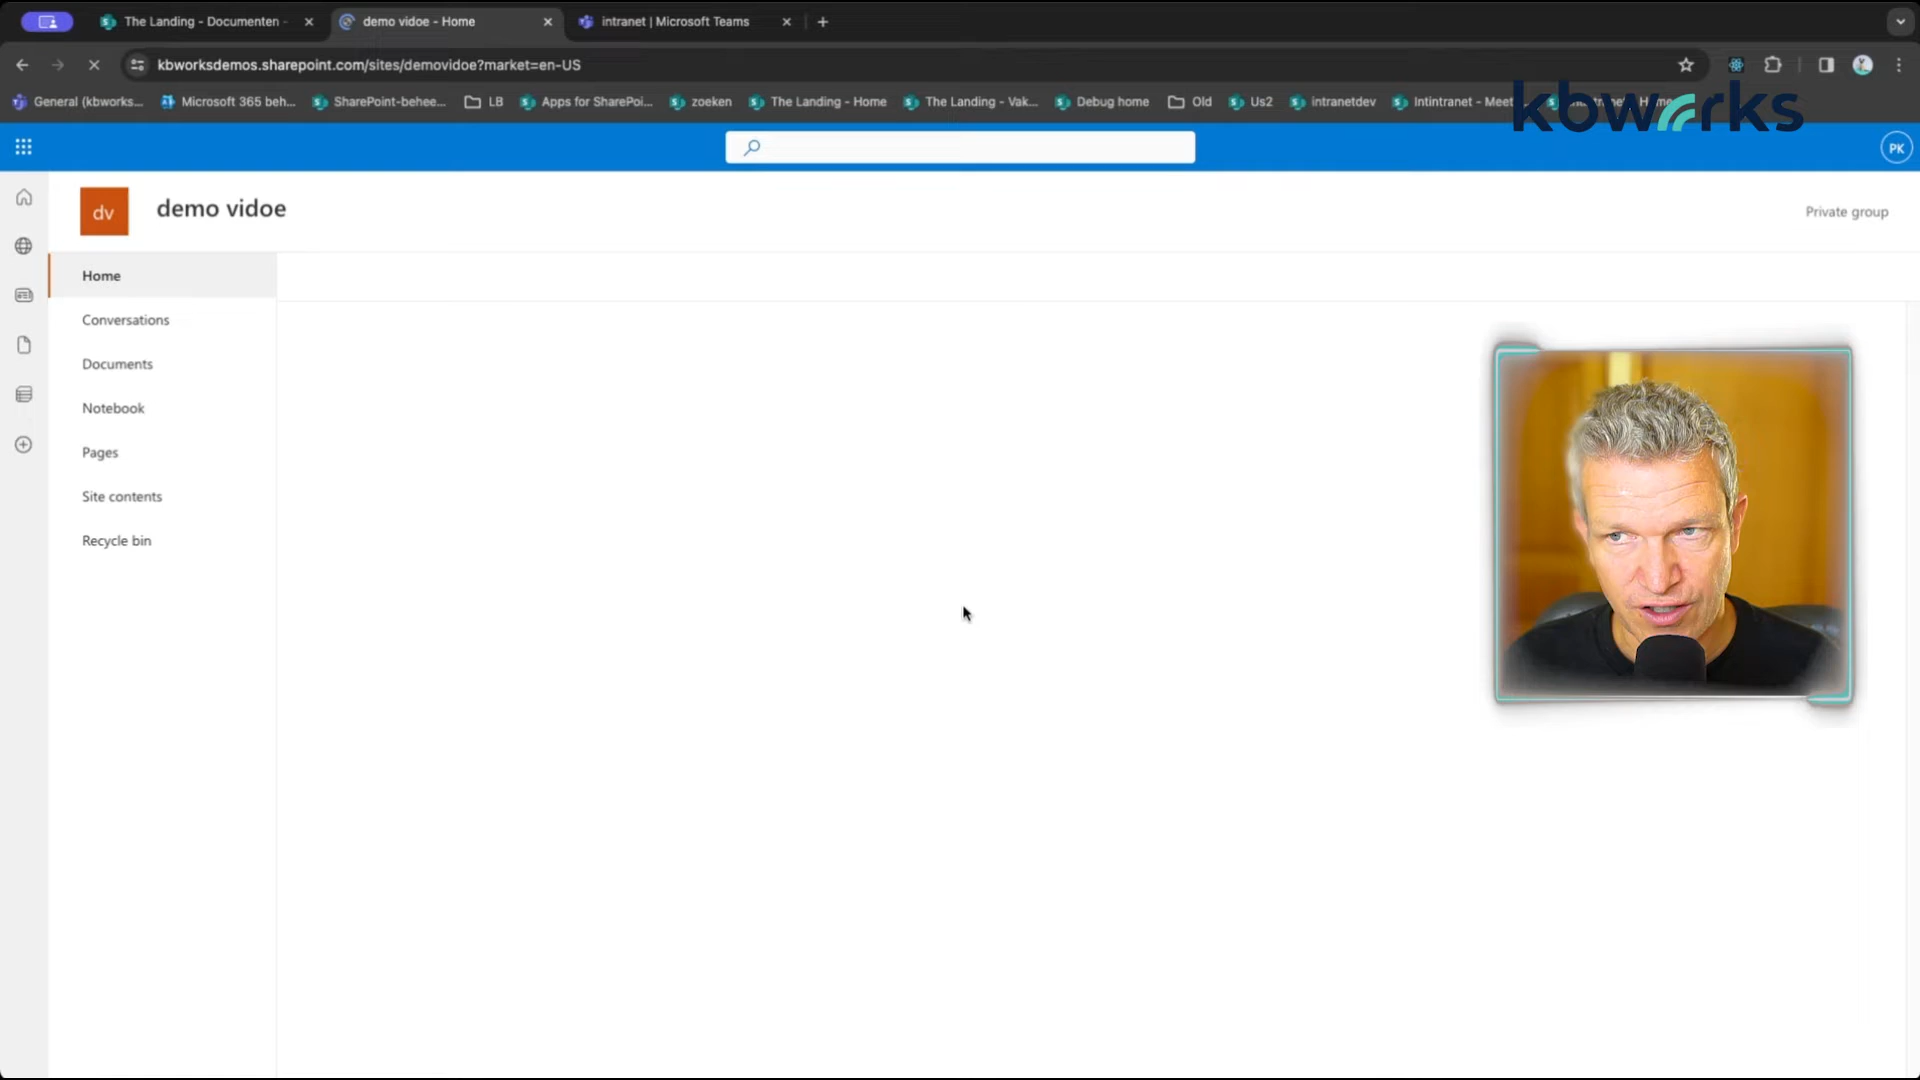 The Landing - Documenten -
demo vidoe - Home
intranet | Microsoft Teams
kbworksdemos.sharepoint.com/sites/demovidoe?market=en-US
General (kbworks...
Microsoft 365 beh...
SharePoint-behee...
LB
Apps for SharePoi...
zoeken
The Landing - Home
The Landing - Vak...
Debug home
Old
Us2
intranetdev
Intintranet - Meet
kbworks
PK
dv
demo vidoe
Private group
Home
Conversations
Documents
Notebook
Pages
Site contents
Recycle bin